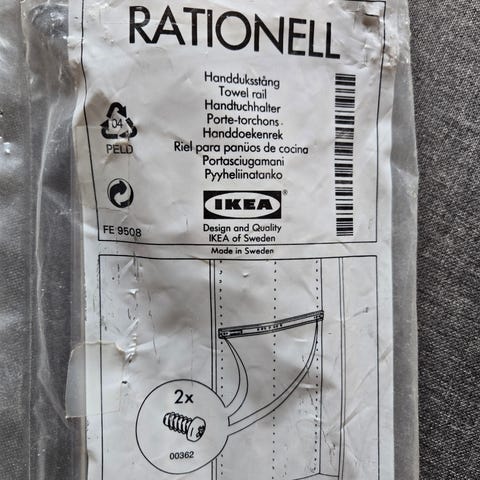 RATIONELL
Handduksstång
Towel rail
Handtuchhalter
Porte-torchons
Handdoekenrek
Riel para panüos de cocina
Portasciugamani
Pyyheliinatanko
04
PELD
IKEA®
Design and Quality
IKEA of Sweden
Made in Sweden
FE 9508
2x
00362